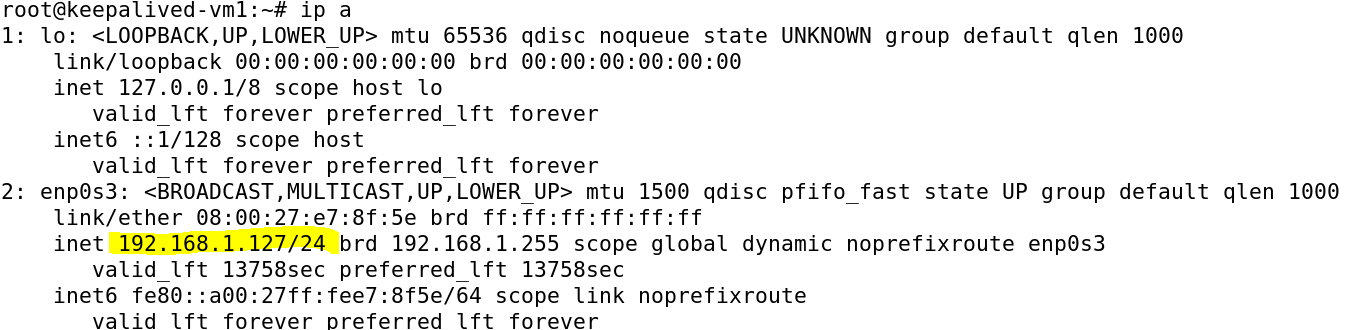 root@keepalived-vm1:~# ip a
1: lo: <LOOPBACK,UP,LOWER_UP> mtu 65536 qdisc noqueue state UNKNOWN group default qlen 1000
    link/loopback 00:00:00:00:00:00 brd 00:00:00:00:00:00
    inet 127.0.0.1/8 scope host lo
       valid_lft forever preferred_lft forever
    inet6 ::1/128 scope host
       valid_lft forever preferred_lft forever
2: enp0s3: <BROADCAST,MULTICAST,UP,LOWER_UP> mtu 1500 qdisc pfifo_fast state UP group default qlen 1000
    link/ether 08:00:27:e7:8f:5e brd ff:ff:ff:ff:ff:ff
    inet 192.168.1.127/24 brd 192.168.1.255 scope global dynamic noprefixroute enp0s3
       valid_lft 13758sec preferred_lft 13758sec
    inet6 fe80::a00:27ff:fee7:8f5e/64 scope link noprefixroute
       valid_lft forever preferred_lft forever